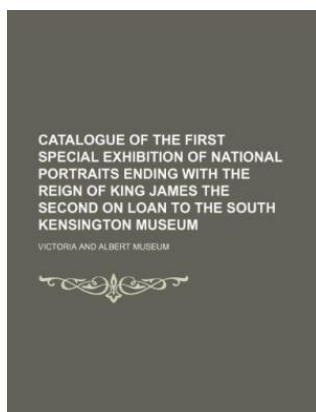 CATALOGUE OF THE FIRST
SPECIAL EXHIBITION OF NATIONAL
PORTRAITS ENDING WITH THE
REIGN OF KING JAMES THE
SECOND ON LOAN TO THE SOUTH
KENSINGTON MUSEUM
VICTORIA AND ALBERT MUSEUM